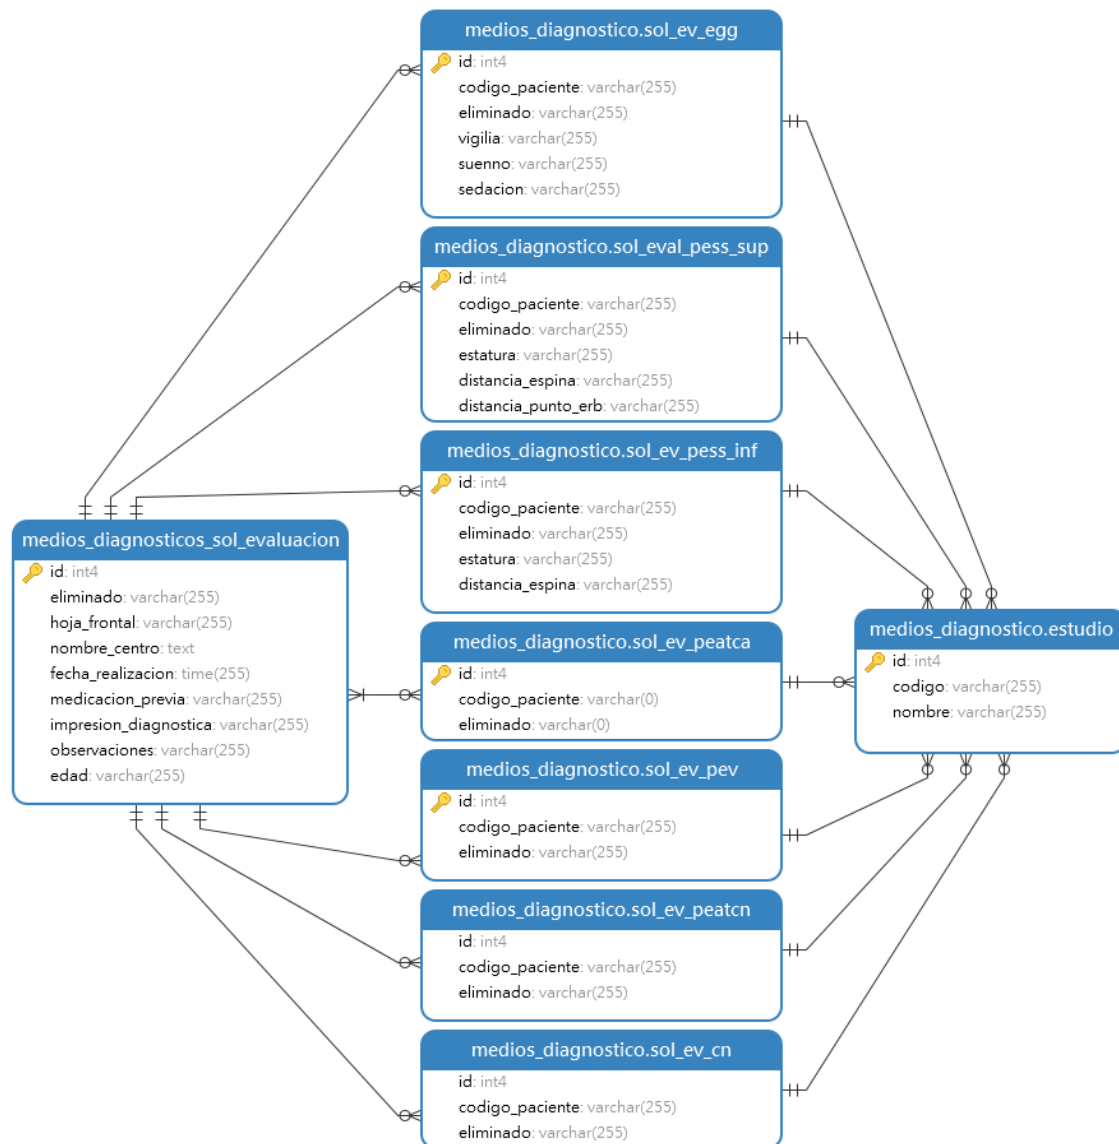 medios_diagnostico.sol_ev_egg
id: int4
codigo_paciente: varchar(255)
eliminado: varchar(255)
vigilia: varchar(255)
suenno: varchar(255)
sedacion: varchar(255)
medios_diagnostico.sol_eval_pess_sup
id: int4
codigo_paciente: varchar(255)
eliminado: varchar(255)
estatura: varchar(255)
distancia_espina: varchar(255)
distancia_punto_erb: varchar(255)
medios_diagnostico.sol_ev_pess_inf
id: int4
codigo_paciente: varchar(255)
eliminado: varchar(255)
estatura: varchar(255)
distancia_espina: varchar(255)
medios_diagnosticos_sol_evaluacion
id: int4
eliminado: varchar(255)
hoja_frontal: varchar(255)
nombre_centro: text
fecha_realizacion: time(255)
medicacion_previa: varchar(255)
impresion_diagnostica: varchar(255)
observaciones: varchar(255)
edad: varchar(255)
medios_diagnostico.sol_ev_peatca
id: int4
codigo_paciente: varchar(0)
eliminado: varchar(0)
medios_diagnostico.estudio
id: int4
codigo: varchar(255)
nombre: varchar(255)
medios_diagnostico.sol_ev_pev
id: int4
codigo_paciente: varchar(255)
eliminado: varchar(255)
medios_diagnostico.sol_ev_peatcn
id: int4
codigo_paciente: varchar(255)
eliminado: varchar(255)
medios_diagnostico.sol_ev_cn
id: int4
codigo_paciente: varchar(255)
eliminado: varchar(255)